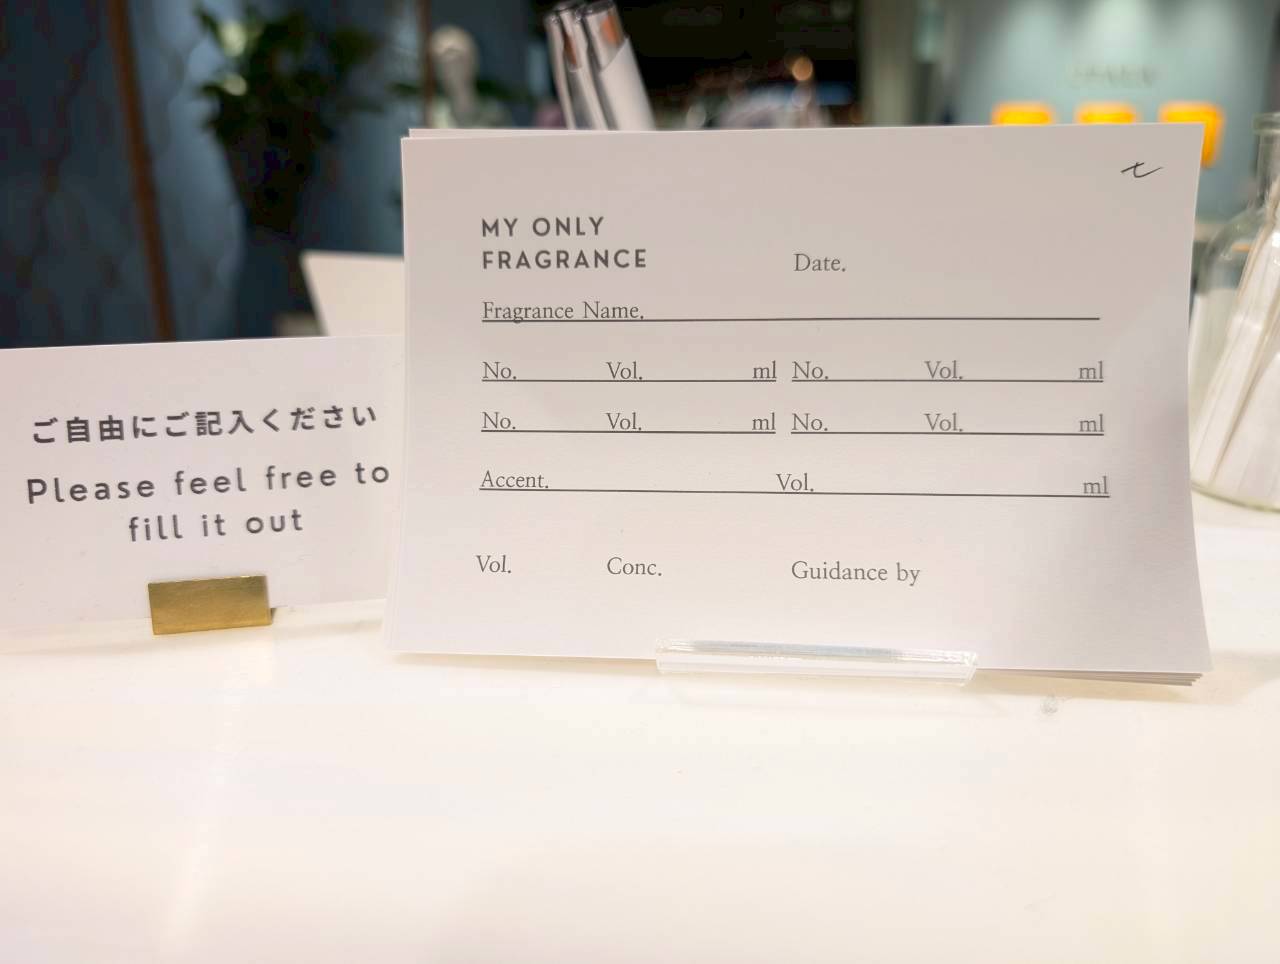 ご自由にご記入ください
Please feel free to
fill it out
MY ONLY
FRAGRANCE
Date.
Fragrance Name.
No. Vol. ml No. Vol. ml
No. Vol. ml No. Vol. ml
Accent. Vol. ml
Vol. Conc. Guidance by